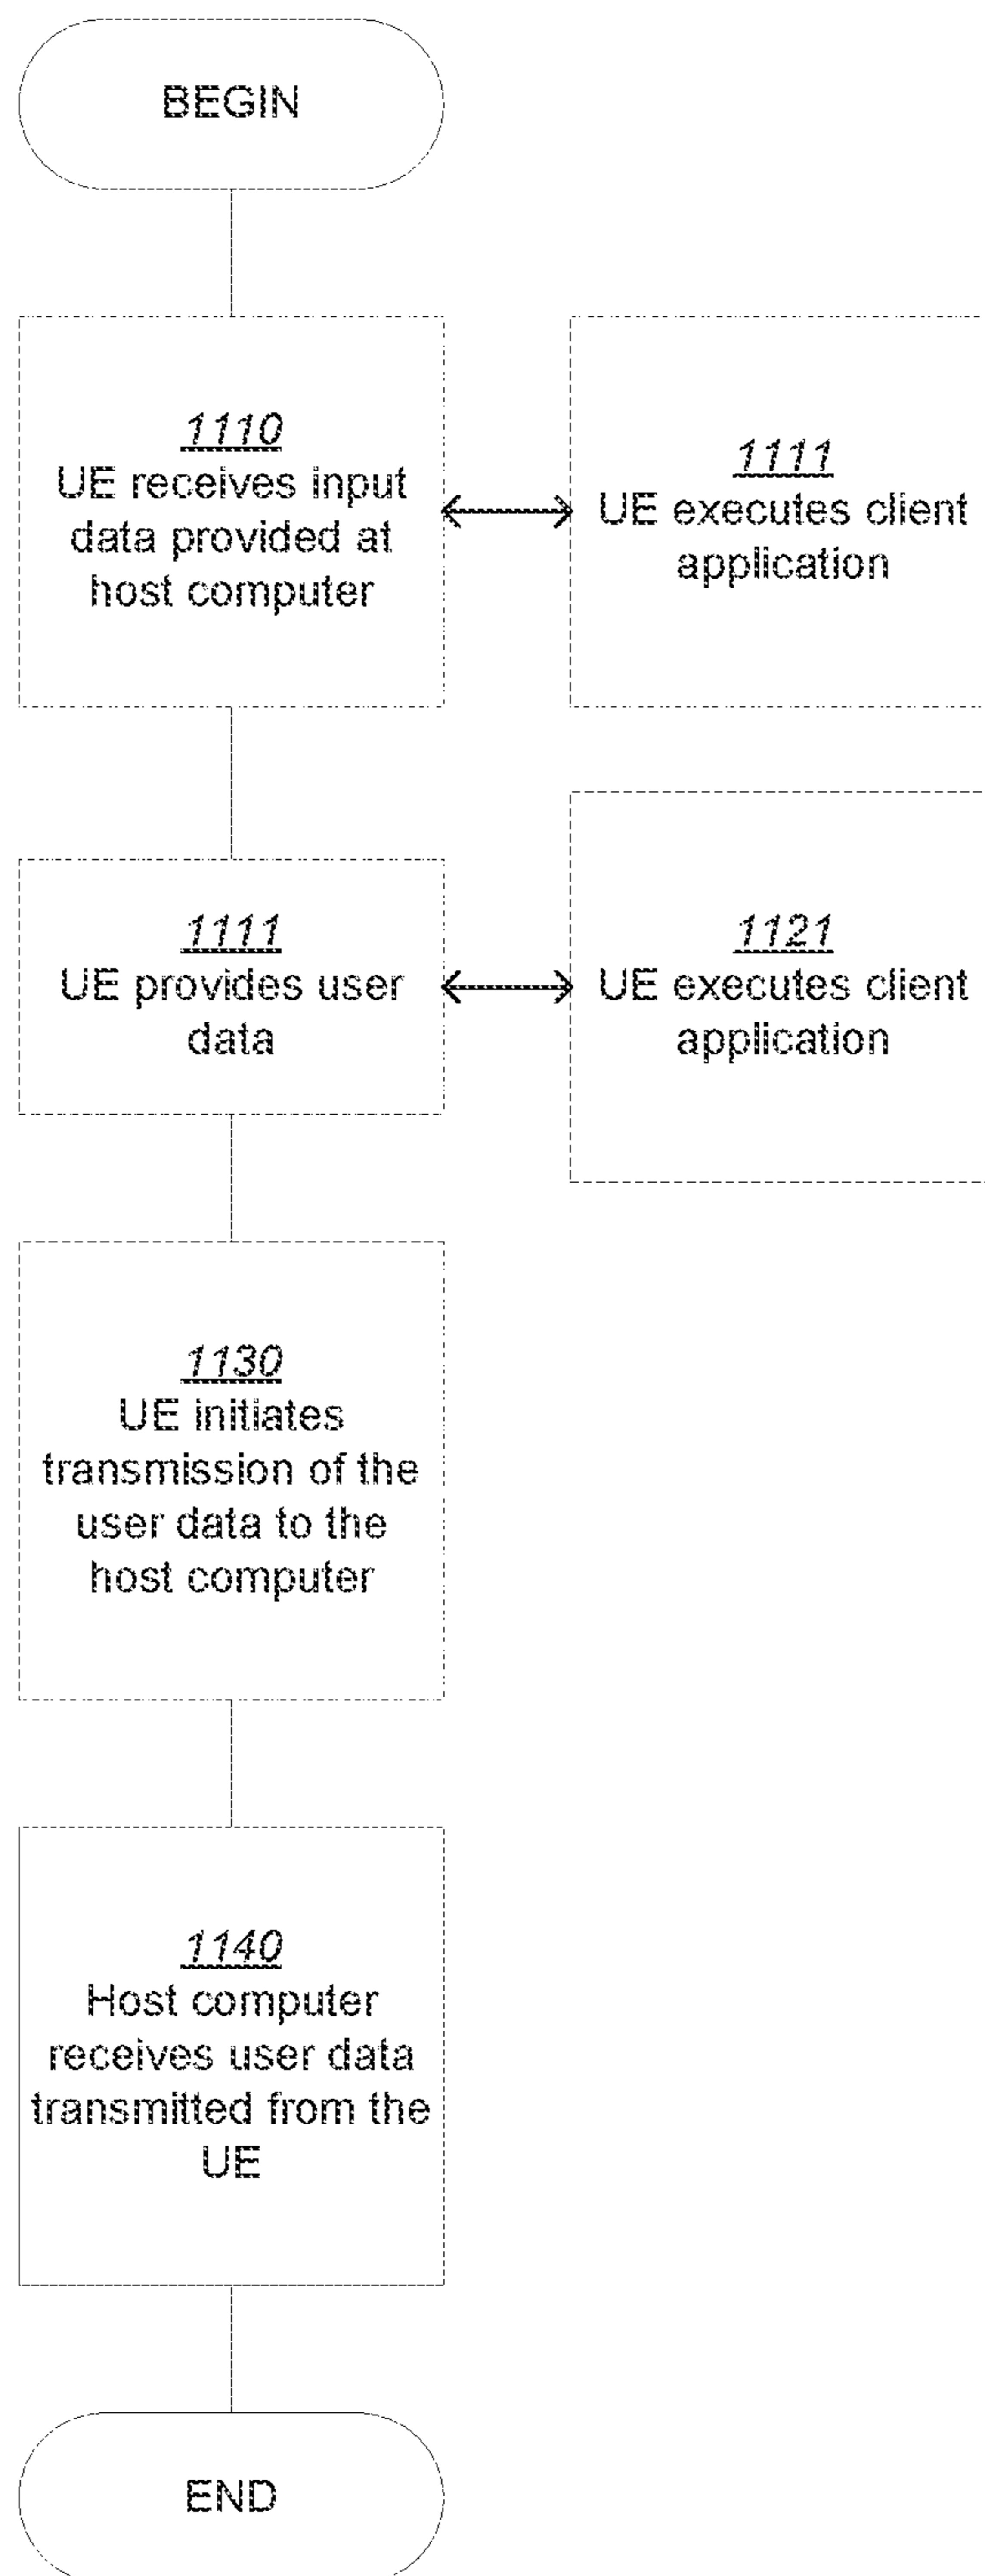 BEGIN
1110
UE receives input
data provided at
host computer
1111
UE executes client
application
1111
UE provides user
data
1121
UE executes client
application
1130
UE initiates
transmission of the
user data to the
host computer
1140
Host computer
receives user data
transmitted from the
UE
END